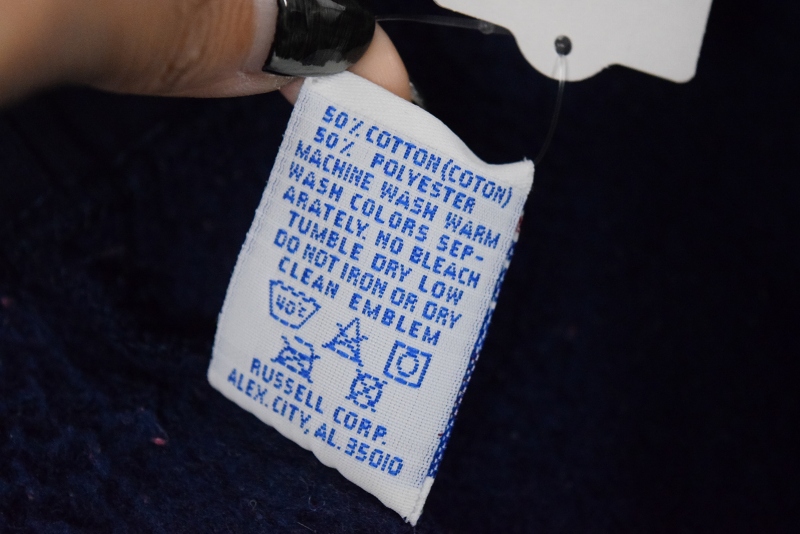 50% COTTON (COTON)
50% POLYESTER
MACHINE WASH WARM
WASH COLORS SEP-
ARATELY. NO BLEACH
TUMBLE DRY LOW
DO NOT IRON OR DRY
CLEAN EMBLEM
40°C
RUSSELL CORP.
ALEX. CITY, AL. 35010